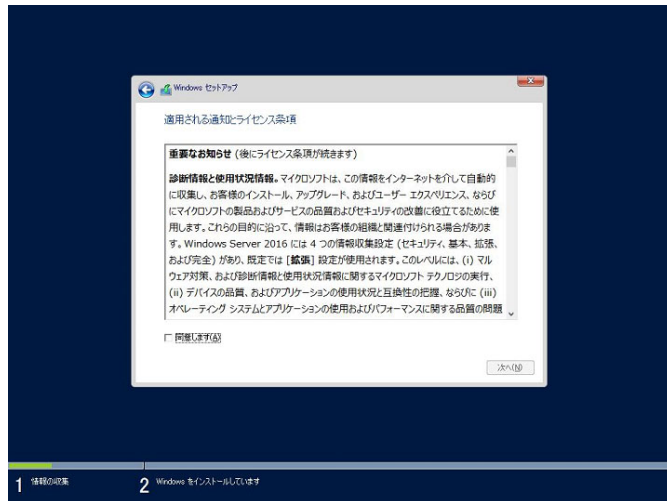 Windows セットアップ
適用される通知とライセンス条項
重要なお知らせ (後にライセンス条項が続きます)
診断情報と使用状況情報。マイクロソフトは、この情報をインターネットを介して自動的
に収集し、お客様のインストール、アップグレード、およびユーザー エクスペリエンス、ならび
にマイクロソフトの製品およびサービスの品質およびセキュリティの改善に役立てるために使
用します。これらの目的に沿って、情報はお客様の組織と関連付けられる場合がありま
す。Windows Server 2016 には 4 つの情報収集設定 (セキュリティ、基本、拡張、
および完全) があり、既定では [拡張] 設定が使用されます。このレベルには、(i) マル
ウェア対策、および診断情報と使用状況情報に関するマイクロソフト テクノロジの実行、
(ii) デバイスの品質、およびアプリケーションの使用状況と互換性の把握、ならびに (iii)
オペレーティング システムとアプリケーションの使用およびパフォーマンスに関する品質の問題
同意します(A)
次へ(N)
1 情報の収集
2 Windows をインストールしています